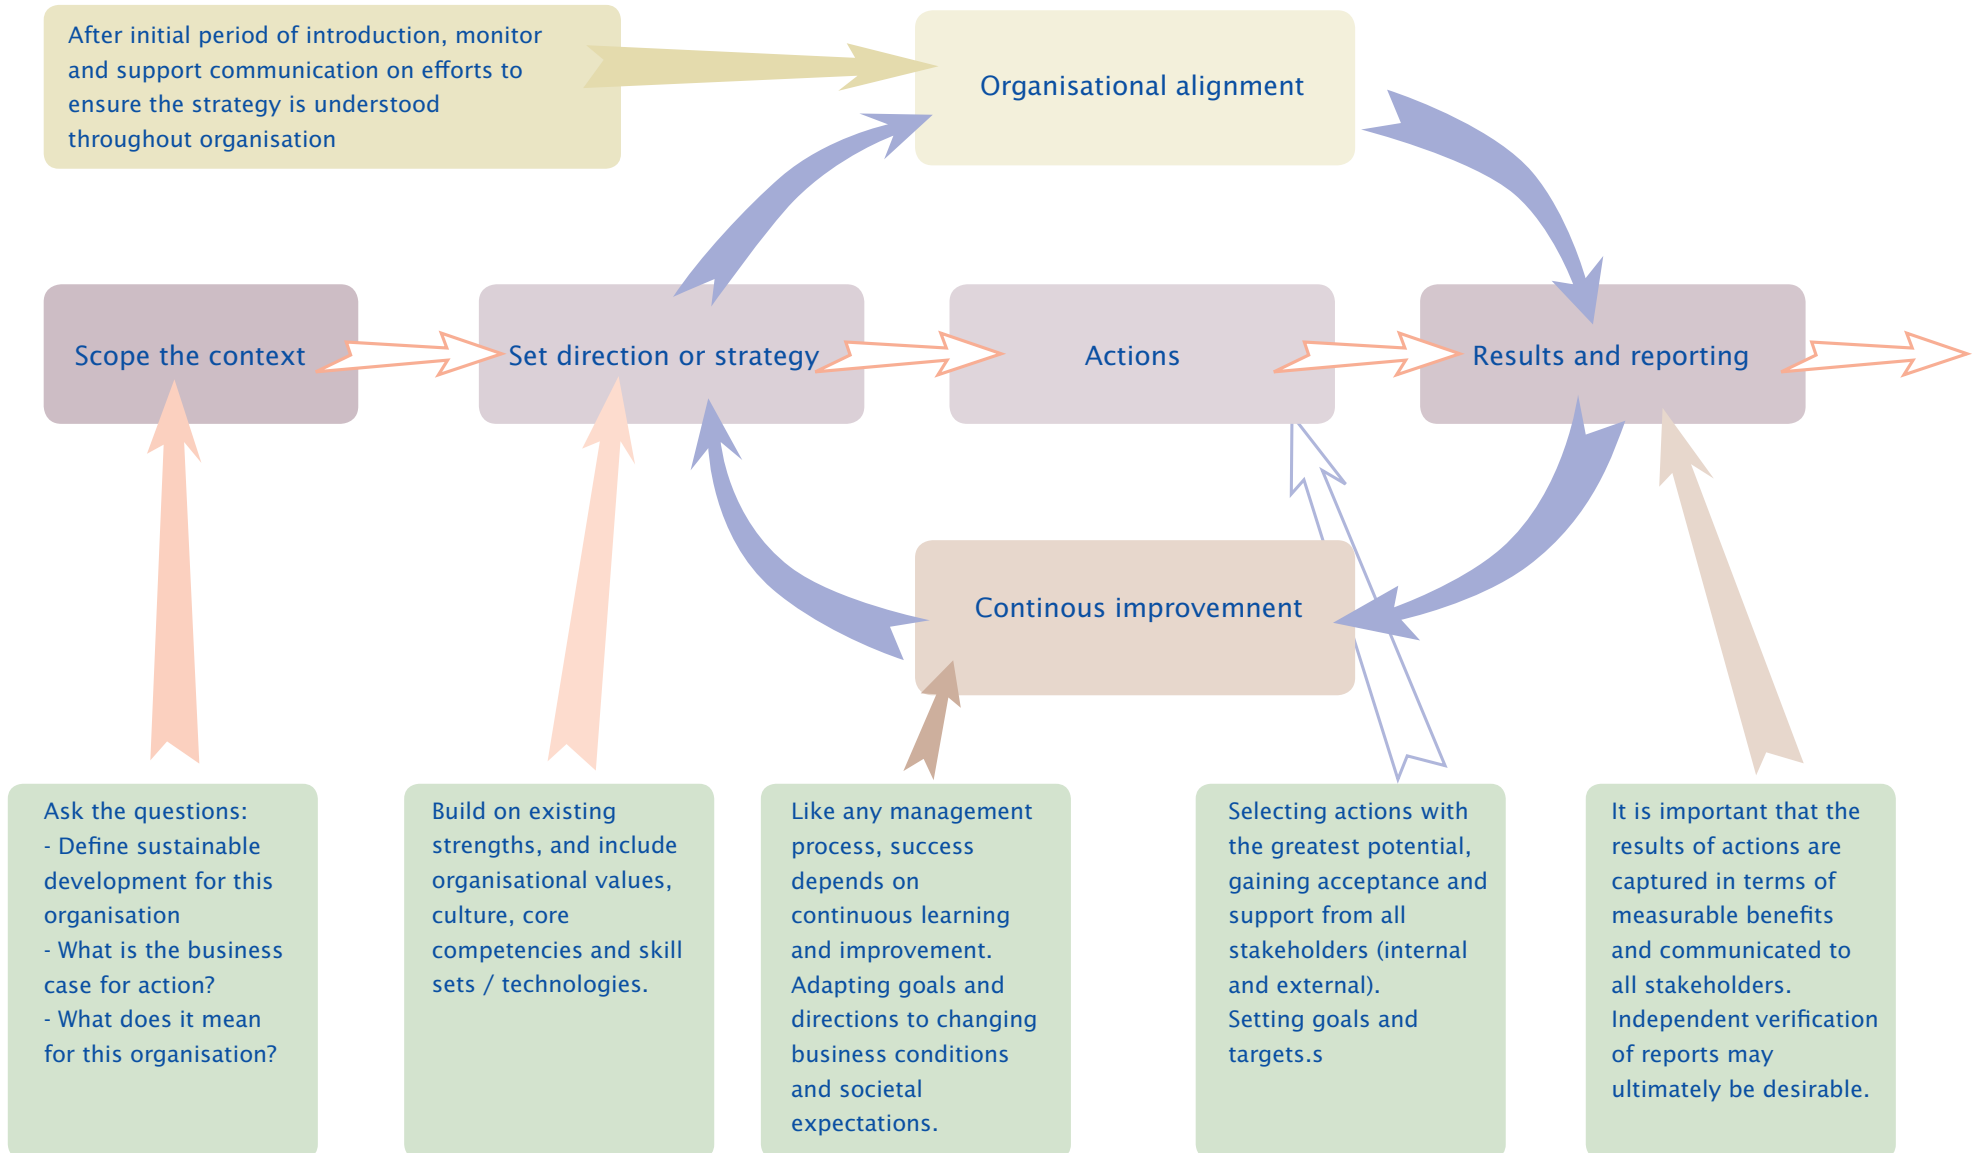 After initial period of introduction, monitor
and support communication on efforts to
ensure the strategy is understood
throughout organisation
Organisational alignment
Scope the context
Set direction or strategy
Actions
Results and reporting
Continous improvemnent
Ask the questions:
- Define sustainable
development for this
organisation
- What is the business
case for action?
- What does it mean
for this organisation?
Build on existing
strengths, and include
organisational values,
culture, core
competencies and skill
sets / technologies.
Like any management
process, success
depends on
continuous learning
and improvement.
Adapting goals and
directions to changing
business conditions
and societal
expectations.
Selecting actions with
the greatest potential,
gaining acceptance and
support from all
stakeholders (internal
and external).
Setting goals and
targets.s
It is important that the
results of actions are
captured in terms of
measurable benefits
and communicated to
all stakeholders.
Independent verification
of reports may
ultimately be desirable.